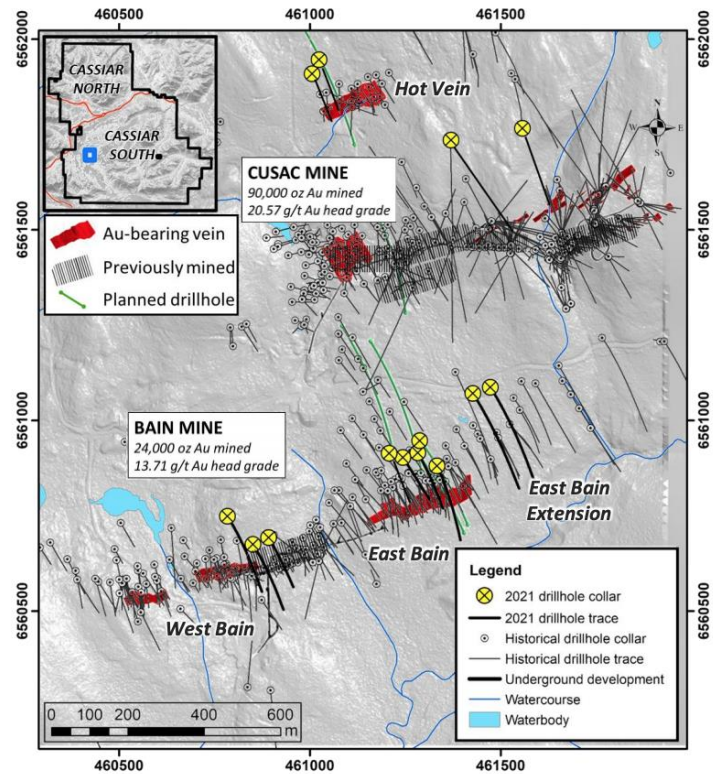 460500
461000
461500
6562000
6562000
CASSIAR
NORTH
CASSIAR
SOUTH
Hot Vein
N
W
E
S
CUSAC MINE
90,000 oz Au mined
20.57 g/t Au head grade
6561500
6561500
Au-bearing vein
Previously mined
Planned drillhole
6561000
6561000
BAIN MINE
24,000 oz Au mined
13.71 g/t Au head grade
East Bain
Extension
East Bain
West Bain
6560500
6560500
Legend
2021 drillhole collar
2021 drillhole trace
Historical drillhole collar
Historical drillhole trace
Underground development
Watercourse
Waterbody
0 100 200 400 600
m
460500
461000
461500